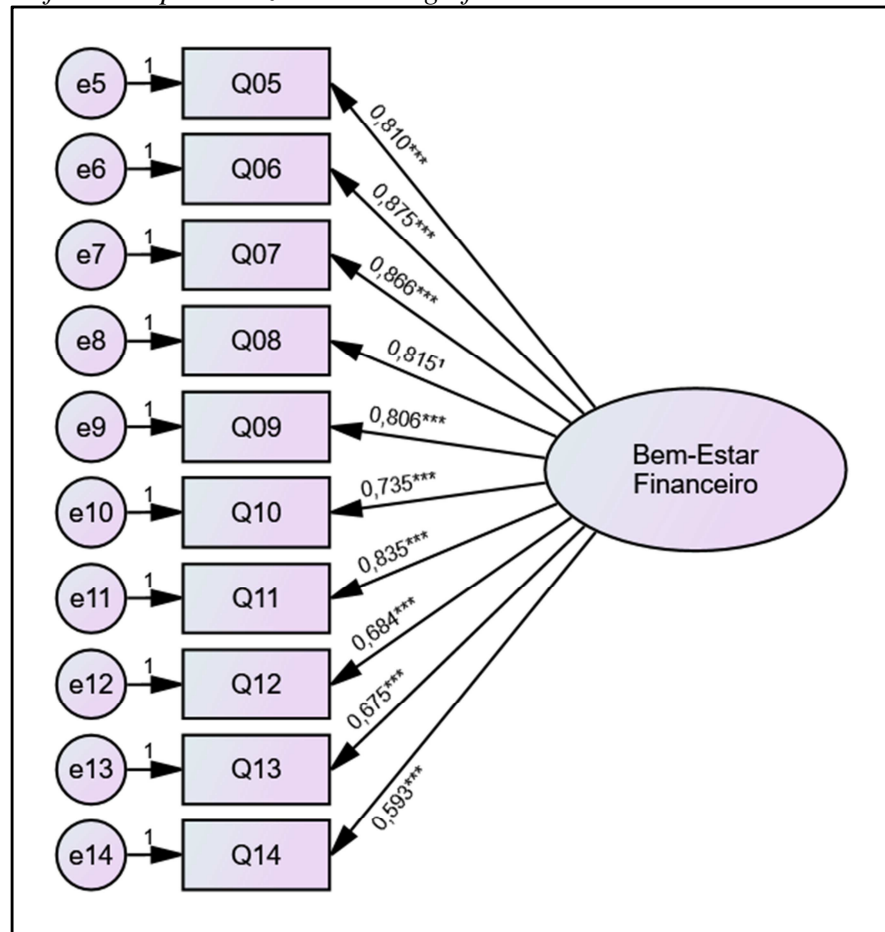 e5 1 Q05 0,810***
e6 1 Q06 0,875***
e7 1 Q07 0,866***
e8 1 Q08 0,815¹
e9 1 Q09 0,806***
e10 1 Q10 0,735***
e11 1 Q11 0,835***
e12 1 Q12 0,684***
e13 1 Q13 0,675***
e14 1 Q14 0,593***
Bem-Estar
Financeiro